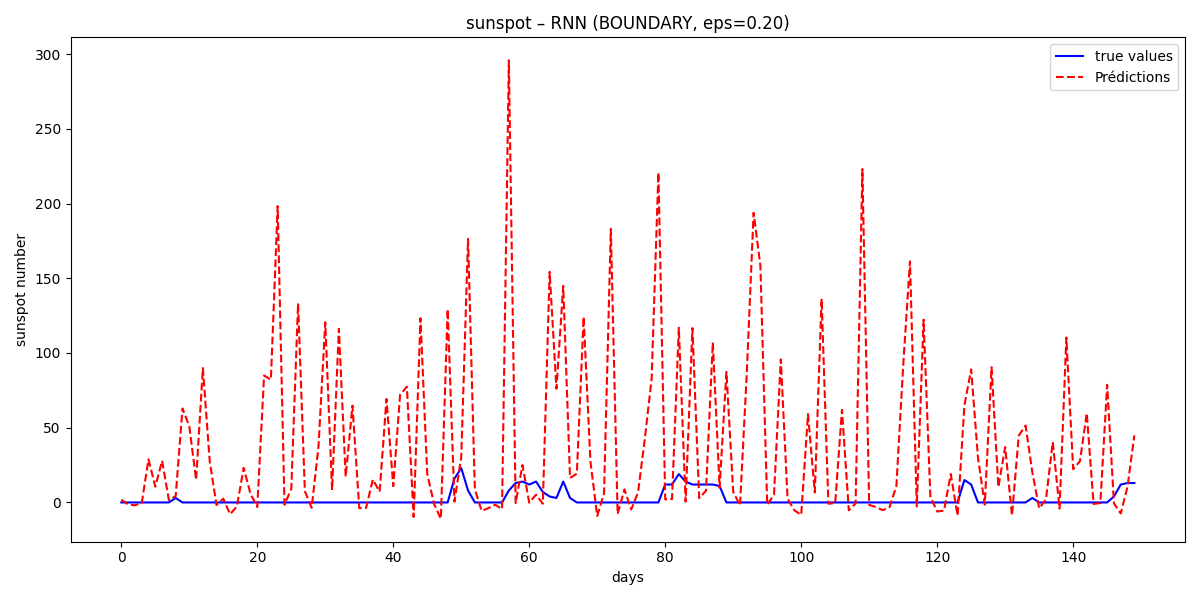 sunspot – RNN (BOUNDARY, eps=0.20)
true values
Prédictions
sunspot number
300
250
200
150
100
50
0
0 20 40 60 80 100 120 140
days